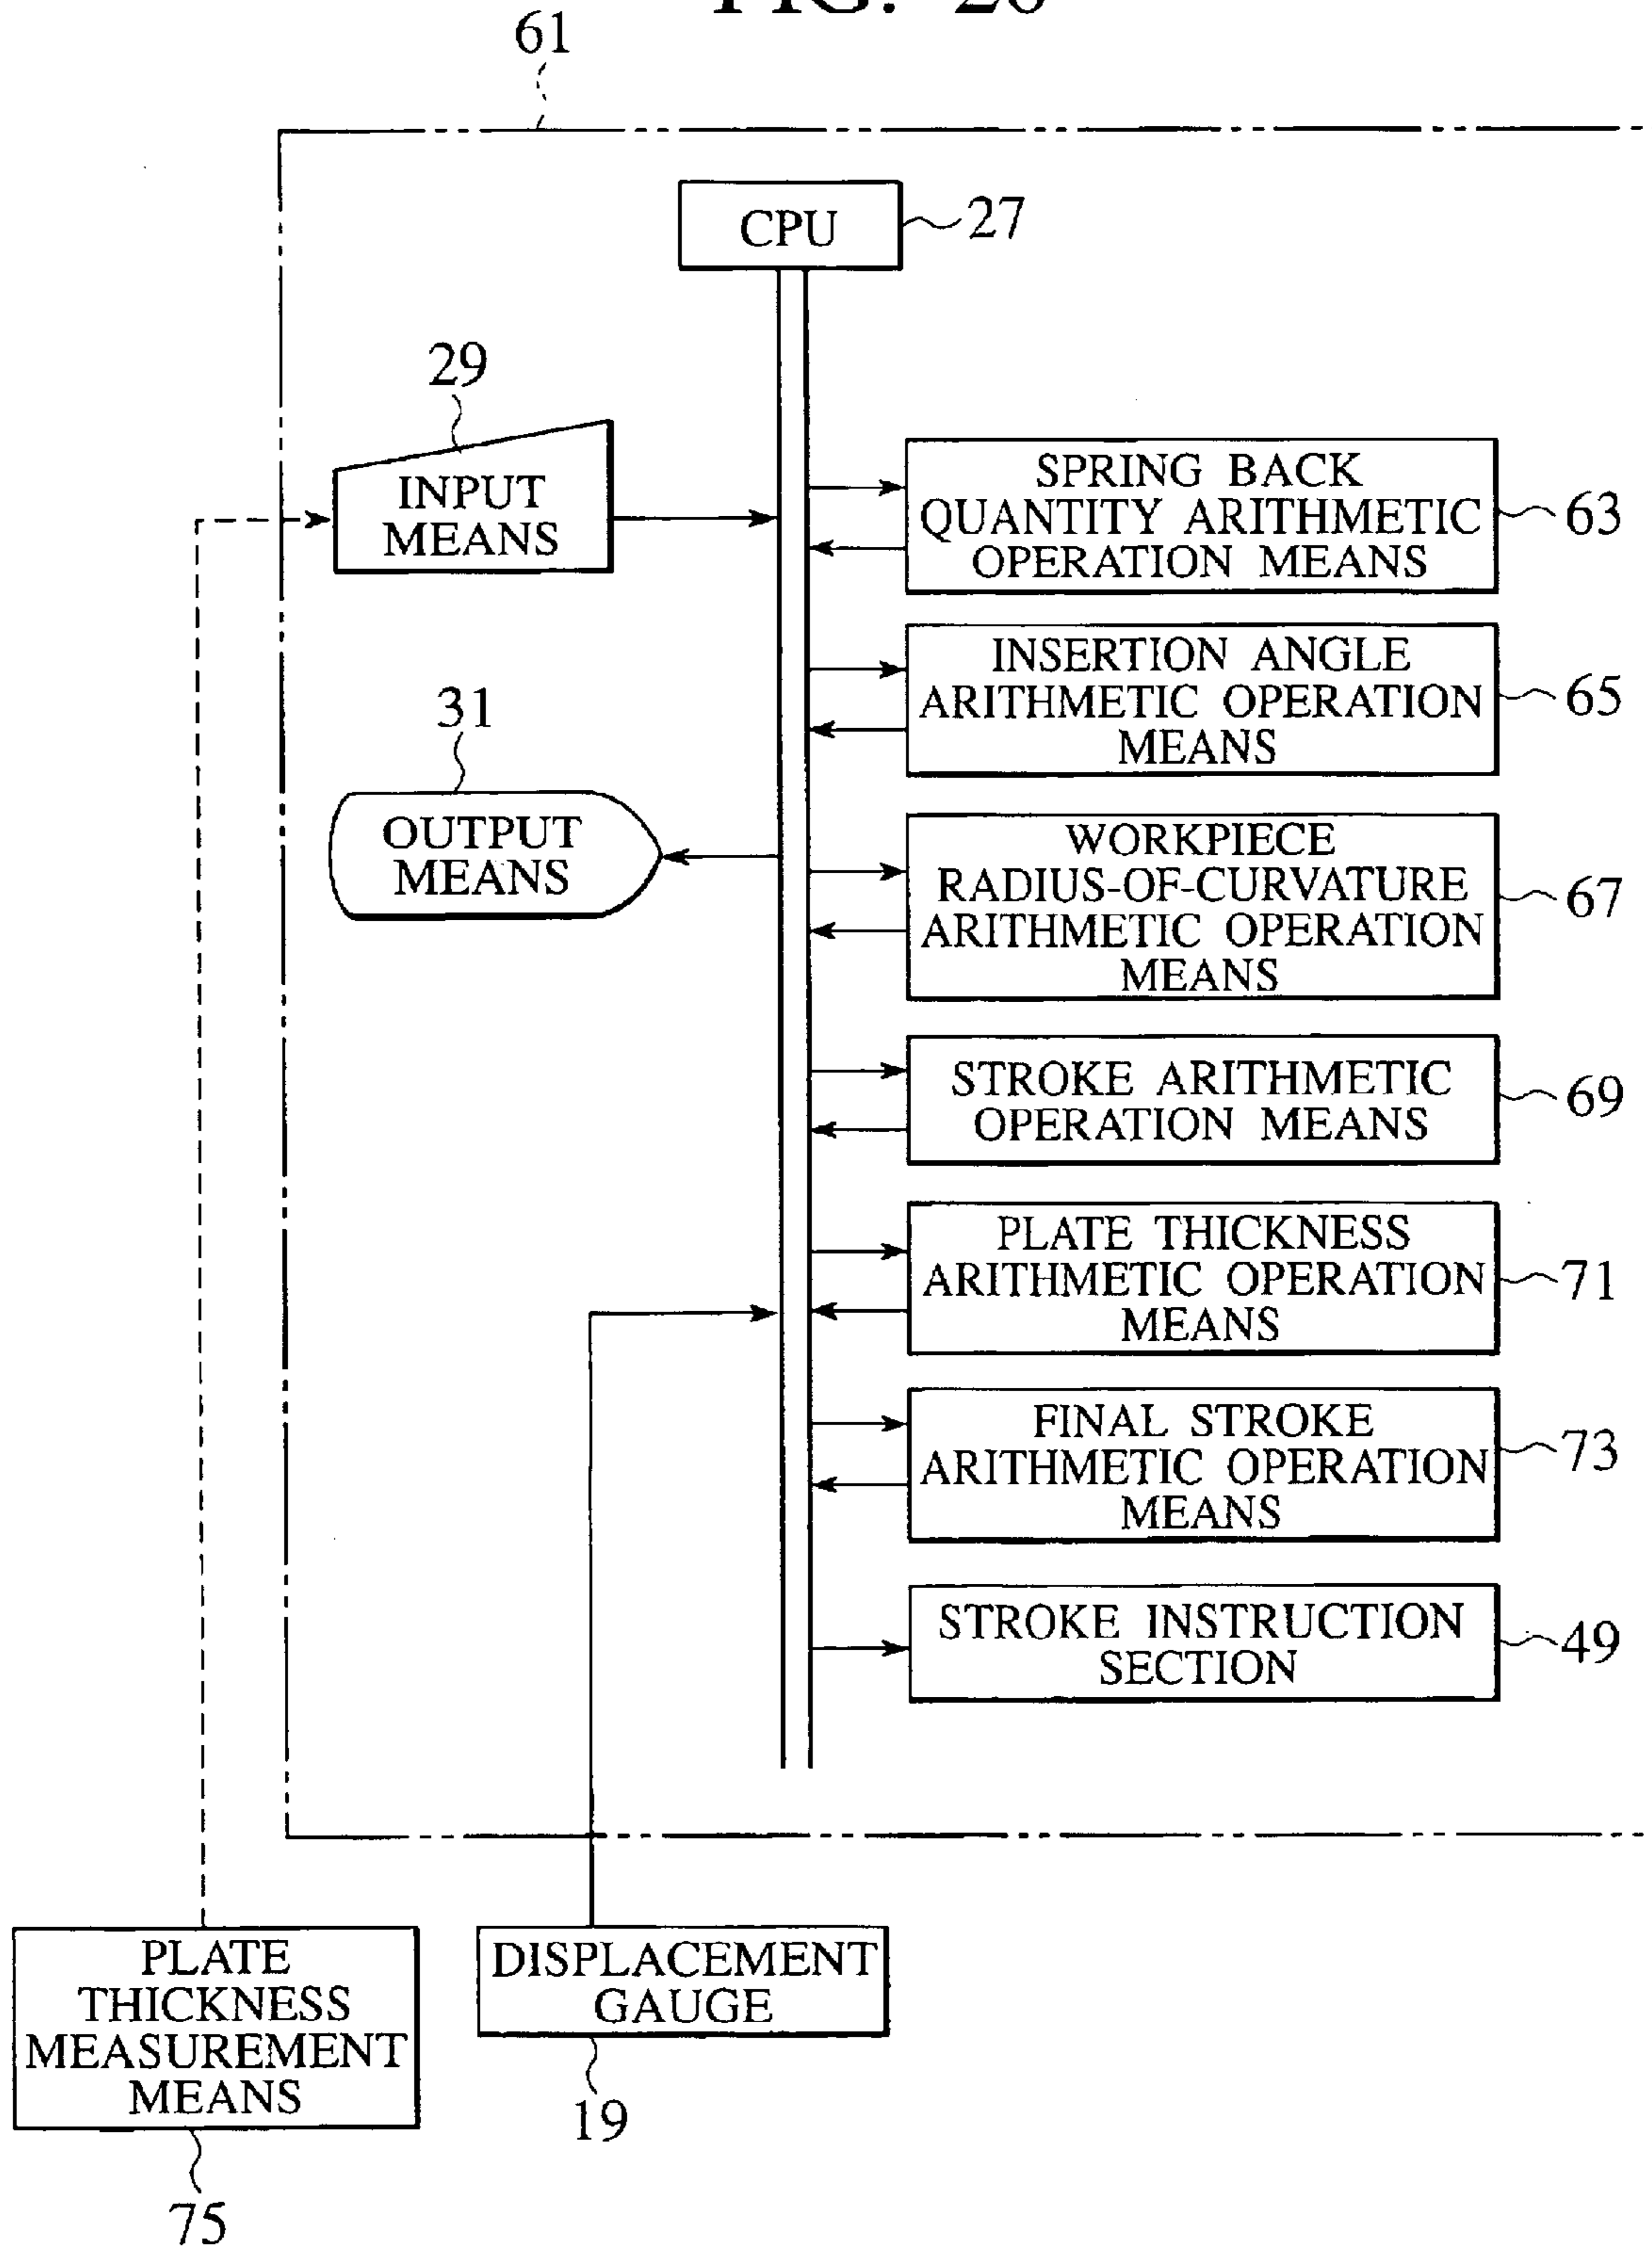 61
CPU
27
29
INPUT
MEANS
SPRING BACK
QUANTITY ARITHMETIC
OPERATION MEANS
63
INSERTION ANGLE
ARITHMETIC OPERATION
MEANS
65
31
OUTPUT
MEANS
WORKPIECE
RADIUS-OF-CURVATURE
ARITHMETIC OPERATION
MEANS
67
STROKE ARITHMETIC
OPERATION MEANS
69
PLATE THICKNESS
ARITHMETIC OPERATION
MEANS
71
FINAL STROKE
ARITHMETIC OPERATION
MEANS
73
STROKE INSTRUCTION
SECTION
49
PLATE
THICKNESS
MEASUREMENT
MEANS
75
DISPLACEMENT
GAUGE
19